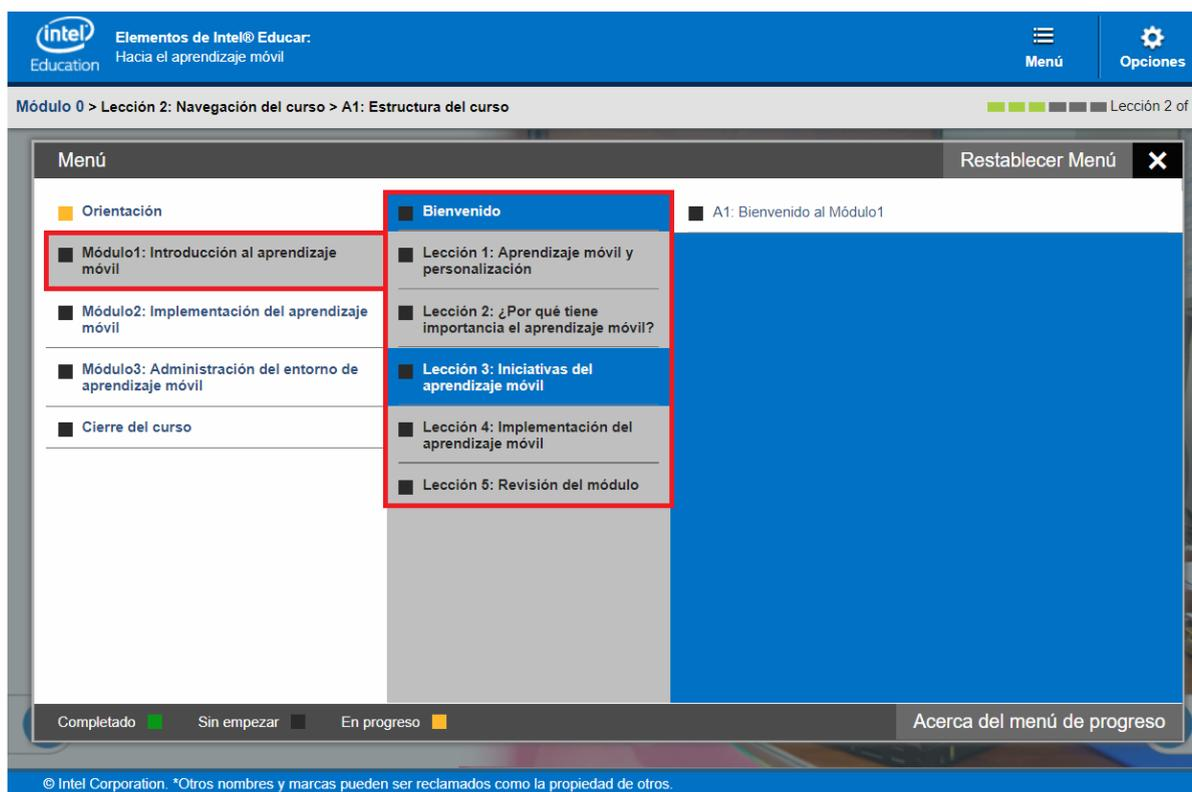 intel
Education
Elementos de Intel® Educar:
Hacia el aprendizaje móvil
Menú
Opciones
Módulo 0 > Lección 2: Navegación del curso > A1: Estructura del curso
Lección 2 of
Menú
Restablecer Menú
X
Orientación
Módulo1: Introducción al aprendizaje
móvil
Módulo2: Implementación del aprendizaje
móvil
Módulo3: Administración del entorno de
aprendizaje móvil
Cierre del curso
Bienvenido
Lección 1: Aprendizaje móvil y
personalización
Lección 2: ¿Por qué tiene
importancia el aprendizaje móvil?
Lección 3: Iniciativas del
aprendizaje móvil
Lección 4: Implementación del
aprendizaje móvil
Lección 5: Revisión del módulo
A1: Bienvenido al Módulo1
Completado
Sin empezar
En progreso
Acerca del menú de progreso
© Intel Corporation. *Otros nombres y marcas pueden ser reclamados como la propiedad de otros.